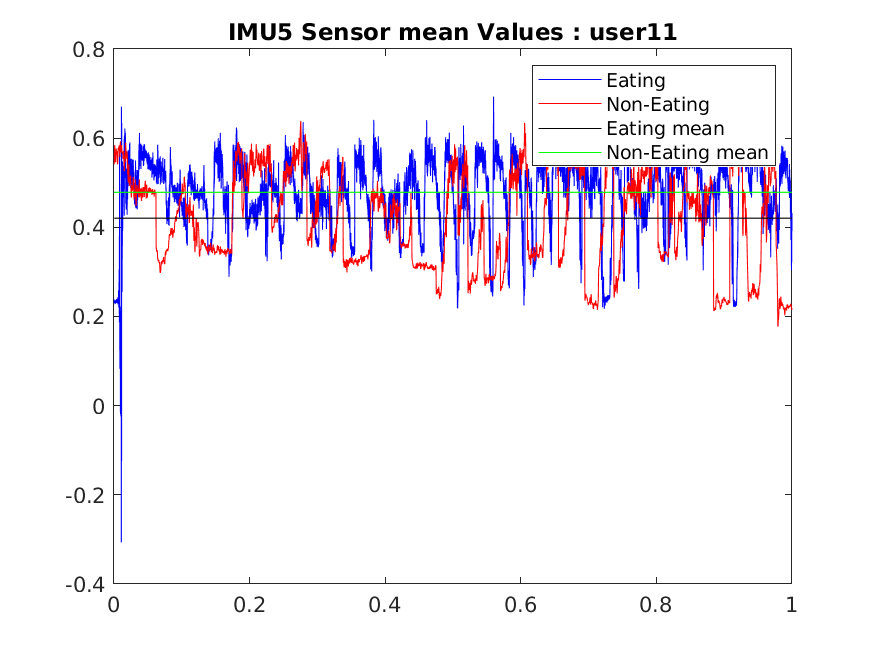 IMU5 Sensor mean Values : user11
0.8
0.6
0.4
0.2
0
-0.2
-0.4
0
0.2
0.4
0.6
0.8
1
Eating
Non-Eating
Eating mean
Non-Eating mean